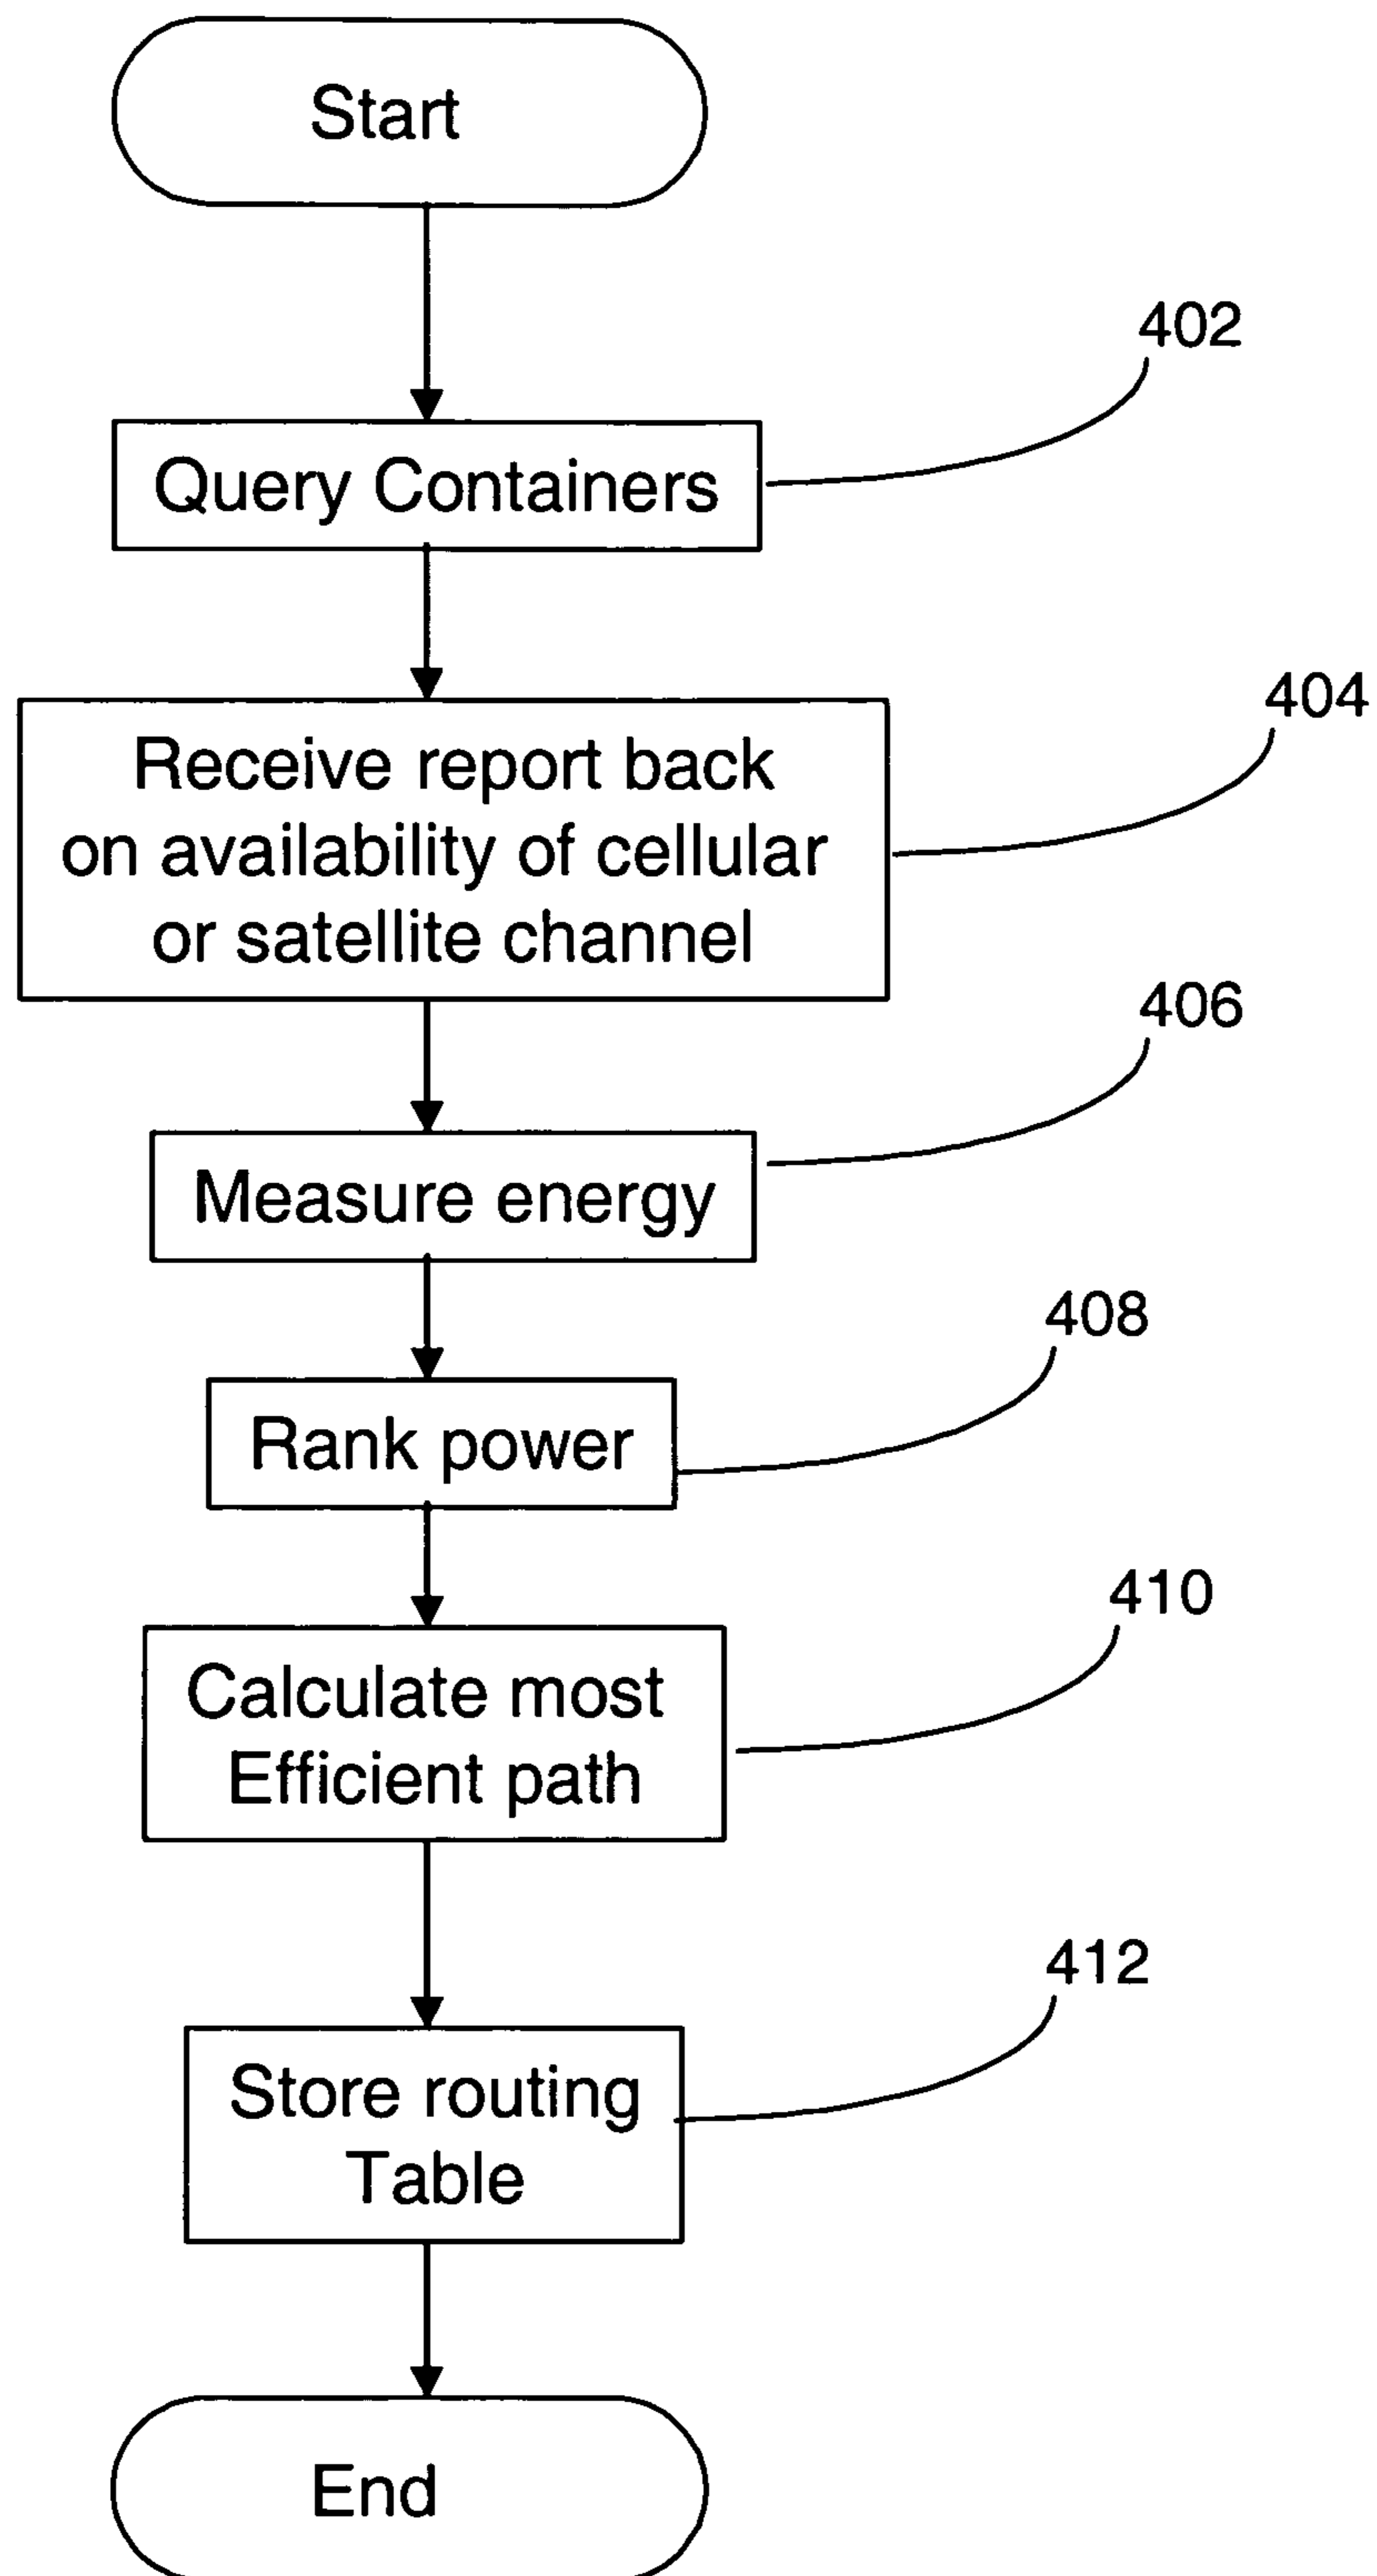 Start
402
Query Containers
404
Receive report back
on availability of cellular
or satellite channel
406
Measure energy
408
Rank power
410
Calculate most
Efficient path
412
Store routing
Table
End